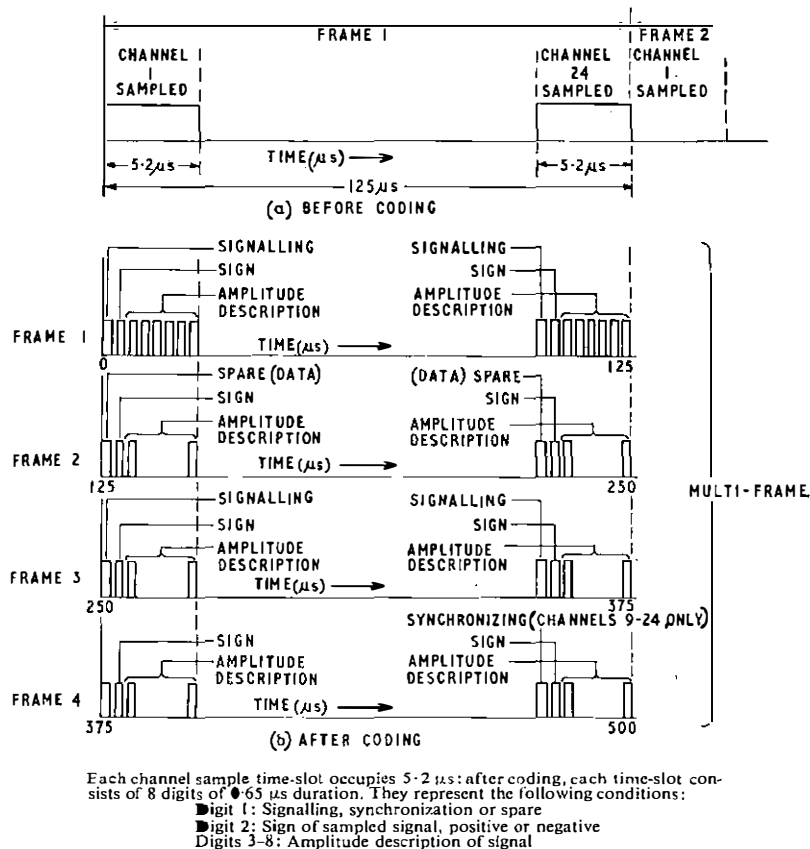 FRAME 1 FRAME 2
CHANNEL 1 SAMPLED CHANNEL 24 SAMPLED CHANNEL 1 SAMPLED
TIME(μs)
5·2μs 5·2μs
125μs
(a) BEFORE CODING
SIGNALLING SIGNALLING
SIGN SIGN
AMPLITUDE DESCRIPTION AMPLITUDE DESCRIPTION
FRAME 1 TIME(μs)
0 125
SPARE (DATA) (DATA) SPARE
SIGN SIGN
AMPLITUDE DESCRIPTION AMPLITUDE DESCRIPTION
FRAME 2 TIME(μs)
125 250
MULTI-FRAME
SIGNALLING SIGNALLING
SIGN SIGN
AMPLITUDE DESCRIPTION AMPLITUDE DESCRIPTION
FRAME 3 TIME(μs)
250 375
SYNCHRONIZING (CHANNELS 9-24 ONLY)
SIGN SIGN
AMPLITUDE DESCRIPTION AMPLITUDE DESCRIPTION
FRAME 4 TIME(μs)
375 500
(b) AFTER CODING
Each channel sample time-slot occupies 5·2 μs: after coding, each time-slot con-
sists of 8 digits of 0·65 μs duration. They represent the following conditions:
Digit 1: Signalling, synchronization or spare
Digit 2: Sign of sampled signal, positive or negative
Digits 3–8: Amplitude description of signal